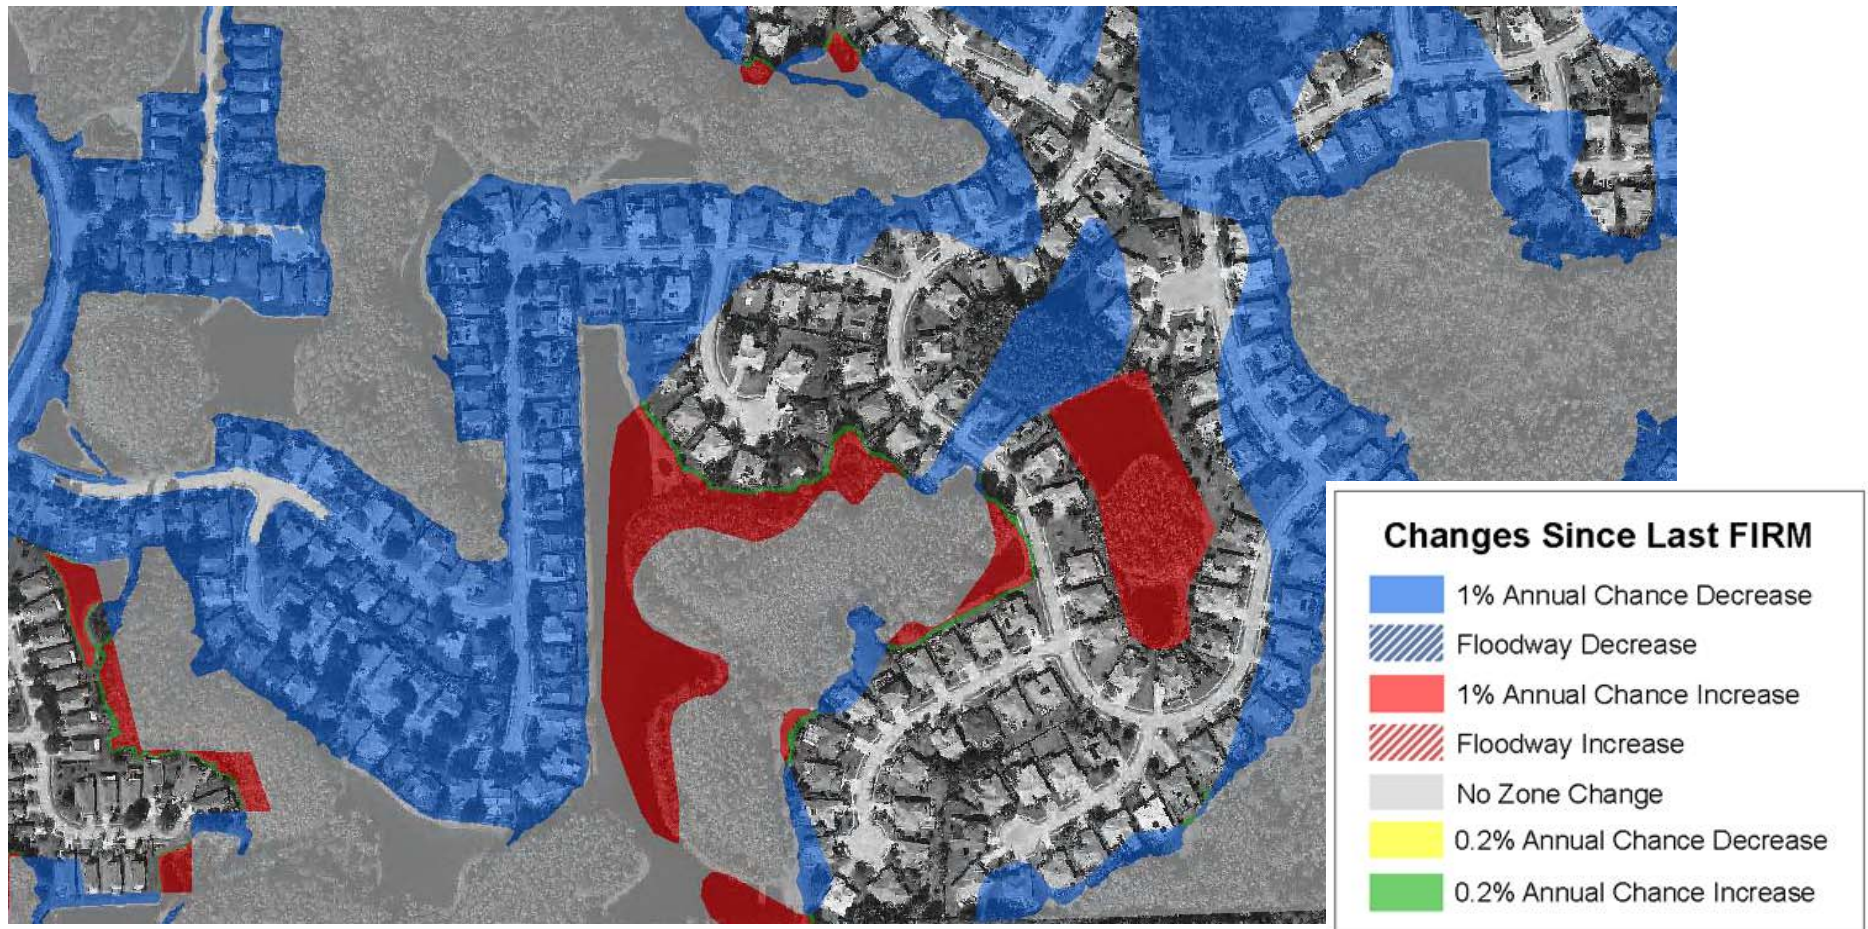 Changes Since Last FIRM
1% Annual Chance Decrease
Floodway Decrease
1% Annual Chance Increase
Floodway Increase
No Zone Change
0.2% Annual Chance Decrease
0.2% Annual Chance Increase